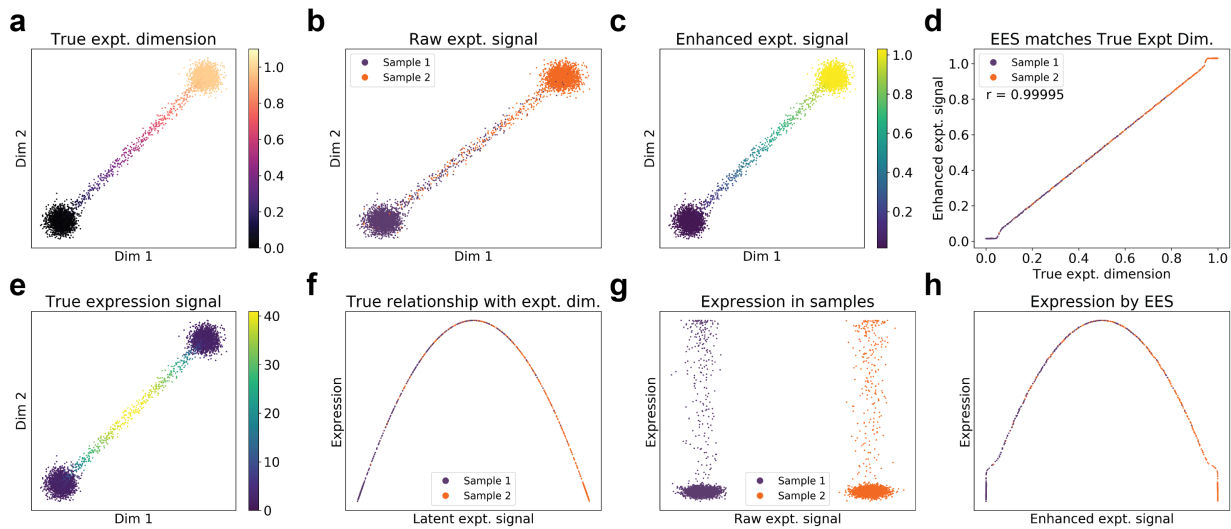 a
True expt. dimension
Dim 2
Dim 1
1.0
0.8
0.6
0.4
0.2
0.0
b
Raw expt. signal
Sample 1
Sample 2
Dim 2
Dim 1
c
Enhanced expt. signal
Dim 2
Dim 1
1.0
0.8
0.6
0.4
0.2
d
EES matches True Expt Dim.
Sample 1
Sample 2
r = 0.99995
Enhanced expt. signal
1.0
0.8
0.6
0.4
0.2
0.0
0.0 0.2 0.4 0.6 0.8 1.0
True expt. dimension
e
True expression signal
Dim 2
Dim 1
40
30
20
10
0
f
True relationship with expt. dim.
Expression
Sample 1
Sample 2
Latent expt. signal
g
Expression in samples
Expression
Sample 1
Sample 2
Raw expt. signal
h
Expression by EES
Expression
Sample 1
Sample 2
Enhanced expt. signal